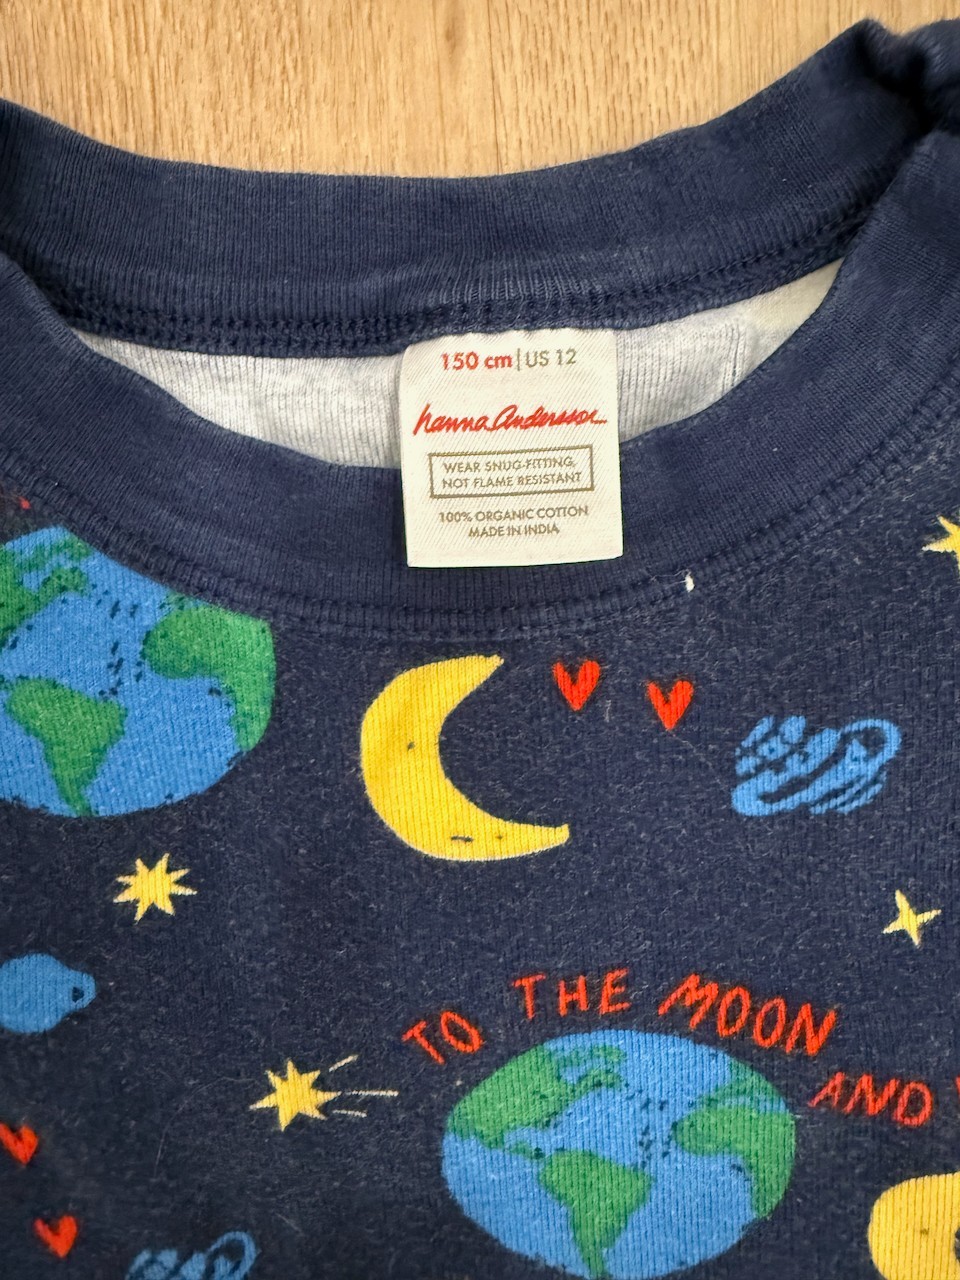 150 cm | US 12
hanna Andersson
WEAR SNUG-FITTING,
NOT FLAME RESISTANT
100% ORGANIC COTTON
MADE IN INDIA
TO THE MOON
AND